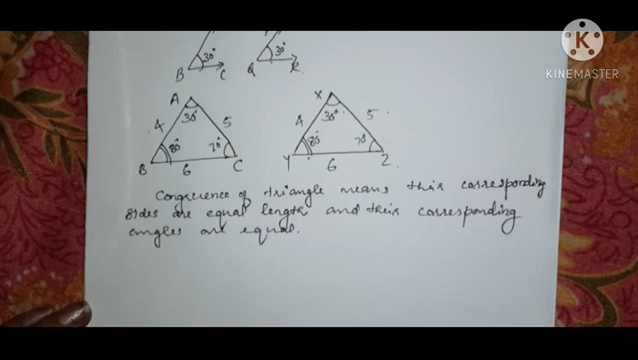 K
KINEMASTER
30° 30°
B C Q R
A X
4 5 4 5
30° 30°
80° 70° 80° 70
B 6 C Y 6 Z
Congruence of triangle means this corresponding
sides are equal length and their corresponding
angles are equal.